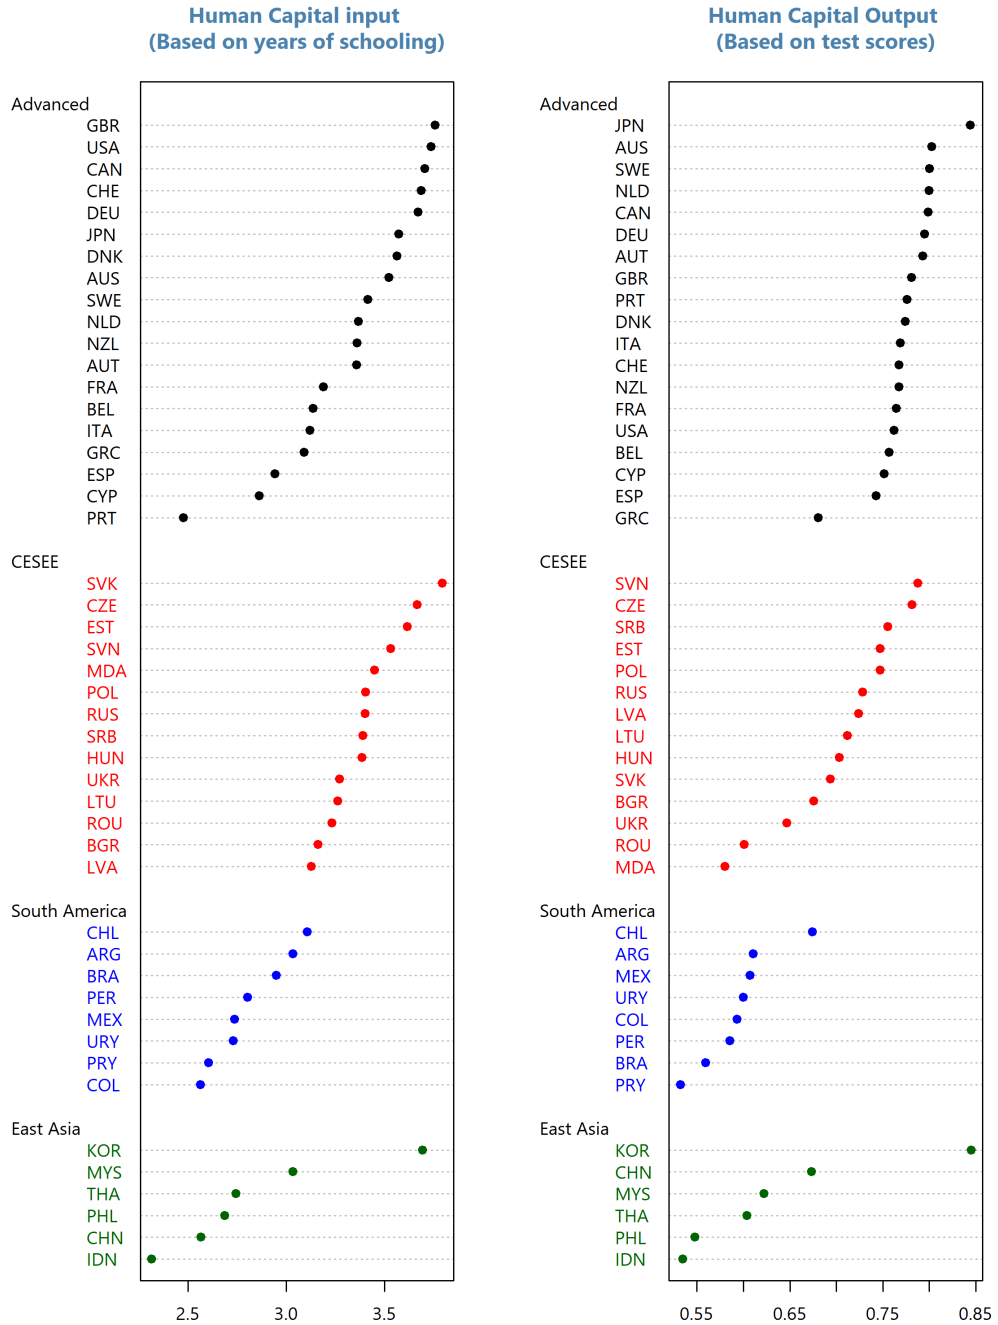 Human Capital input
(Based on years of schooling)
Advanced
GBR
USA
CAN
CHE
DEU
JPN
DNK
AUS
SWE
NLD
NZL
AUT
FRA
BEL
ITA
GRC
ESP
CYP
PRT
CESEE
SVK
CZE
EST
SVN
MDA
POL
RUS
SRB
HUN
UKR
LTU
ROU
BGR
LVA
South America
CHL
ARG
BRA
PER
MEX
URY
PRY
COL
East Asia
KOR
MYS
THA
PHL
CHN
IDN
2.5 3.0 3.5
Human Capital Output
(Based on test scores)
Advanced
JPN
AUS
SWE
NLD
CAN
DEU
AUT
GBR
PRT
DNK
ITA
CHE
NZL
FRA
USA
BEL
CYP
ESP
GRC
CESEE
SVN
CZE
SRB
EST
POL
RUS
LVA
LTU
HUN
SVK
BGR
UKR
ROU
MDA
South America
CHL
ARG
MEX
URY
COL
PER
BRA
PRY
East Asia
KOR
CHN
MYS
THA
PHL
IDN
0.55 0.65 0.75 0.85